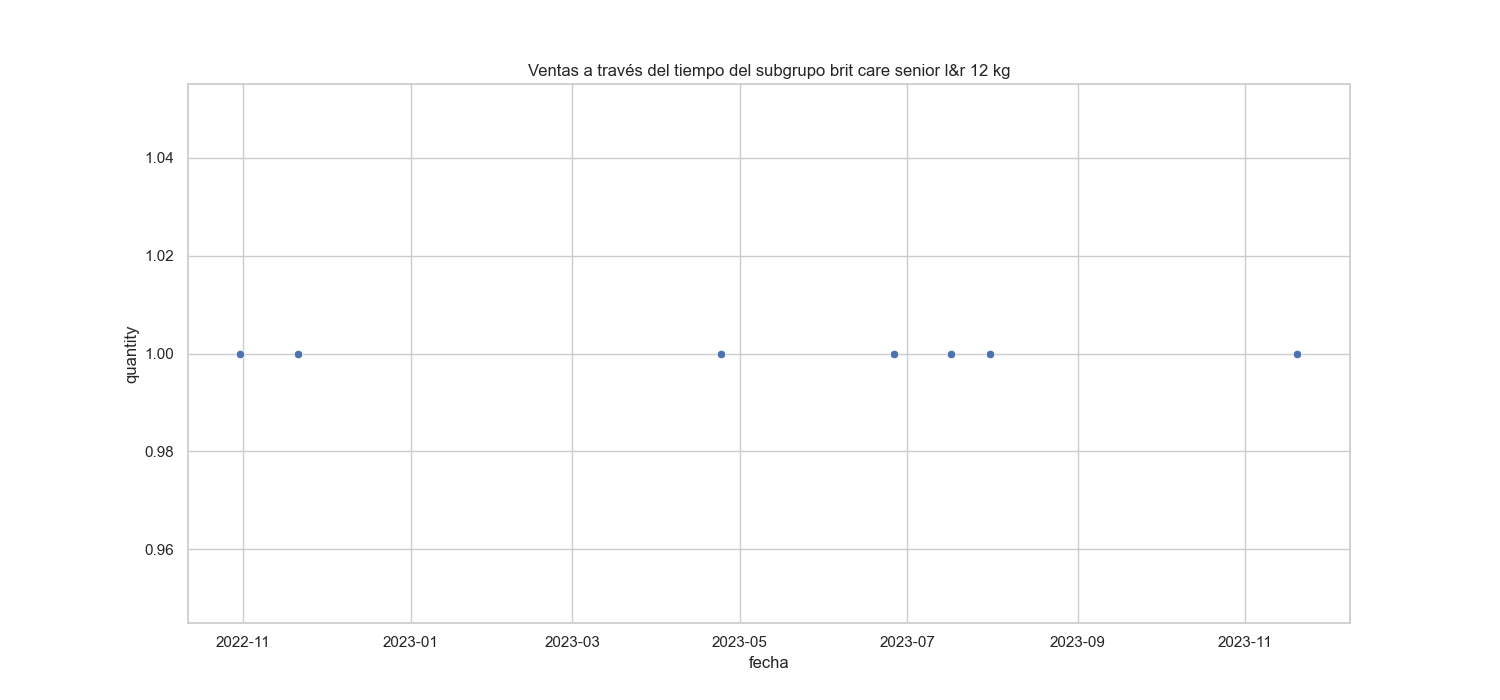 Ventas a través del tiempo del subgrupo brit care senior l&r 12 kg
1.04
1.02
1.00
0.98
0.96
quantity
2022-11 2023-01 2023-03 2023-05 2023-07 2023-09 2023-11
fecha